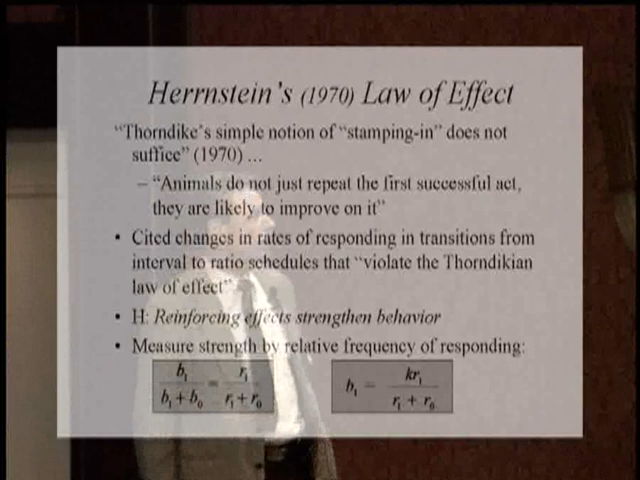 Herrnstein's (1970) Law of Effect
"Thorndike's simple notion of "stamping-in" does not
suffice" (1970) ...
– "Animals do not just repeat the first successful act,
they are likely to improve on it"
• Cited changes in rates of responding in transitions from
interval to ratio schedules that "violate the Thorndikian
law of effect"
• H: Reinforcing effects strengthen behavior
• Measure strength by relative frequency of responding:
b₁ / (b₁ + b₀) = r₁ / (r₁ + r₀)
b₁ = kr₁ / (r₁ + r₀)